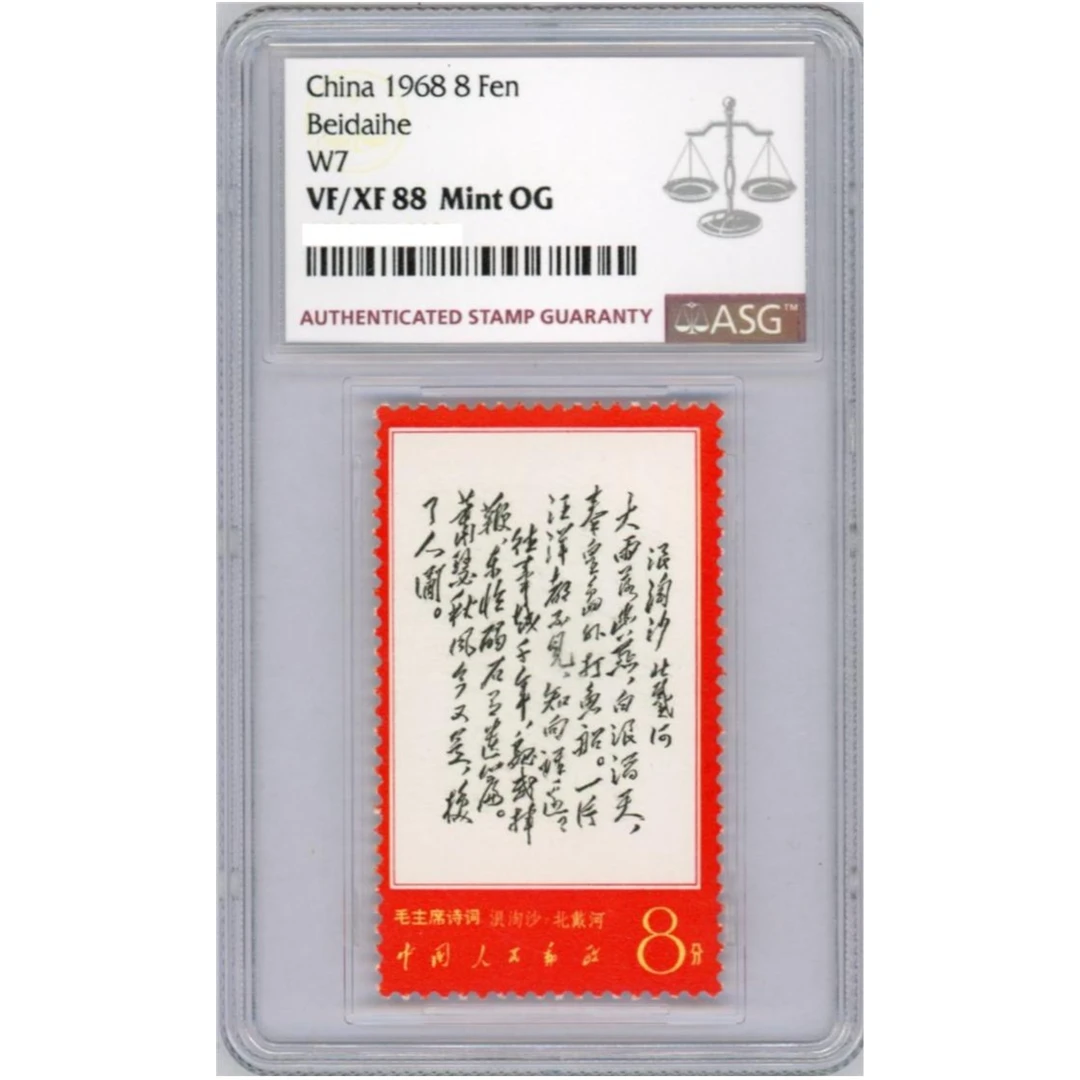 China 1968 8 Fen
Beidaihe
W7
VF/XF 88 Mint OG
AUTHENTICATED STAMP GUARANTY
ASG™
浪淘沙 北戴河
大雨落幽燕,白浪滔天,
秦皇岛外打鱼船。一片
汪洋都不见,知向谁边?
往事越千年,魏武挥
鞭,东临碣石有遗篇。
萧瑟秋风今又是,换
了人间。
毛主席诗词 浪淘沙·北戴河
中国人民邮政
8分